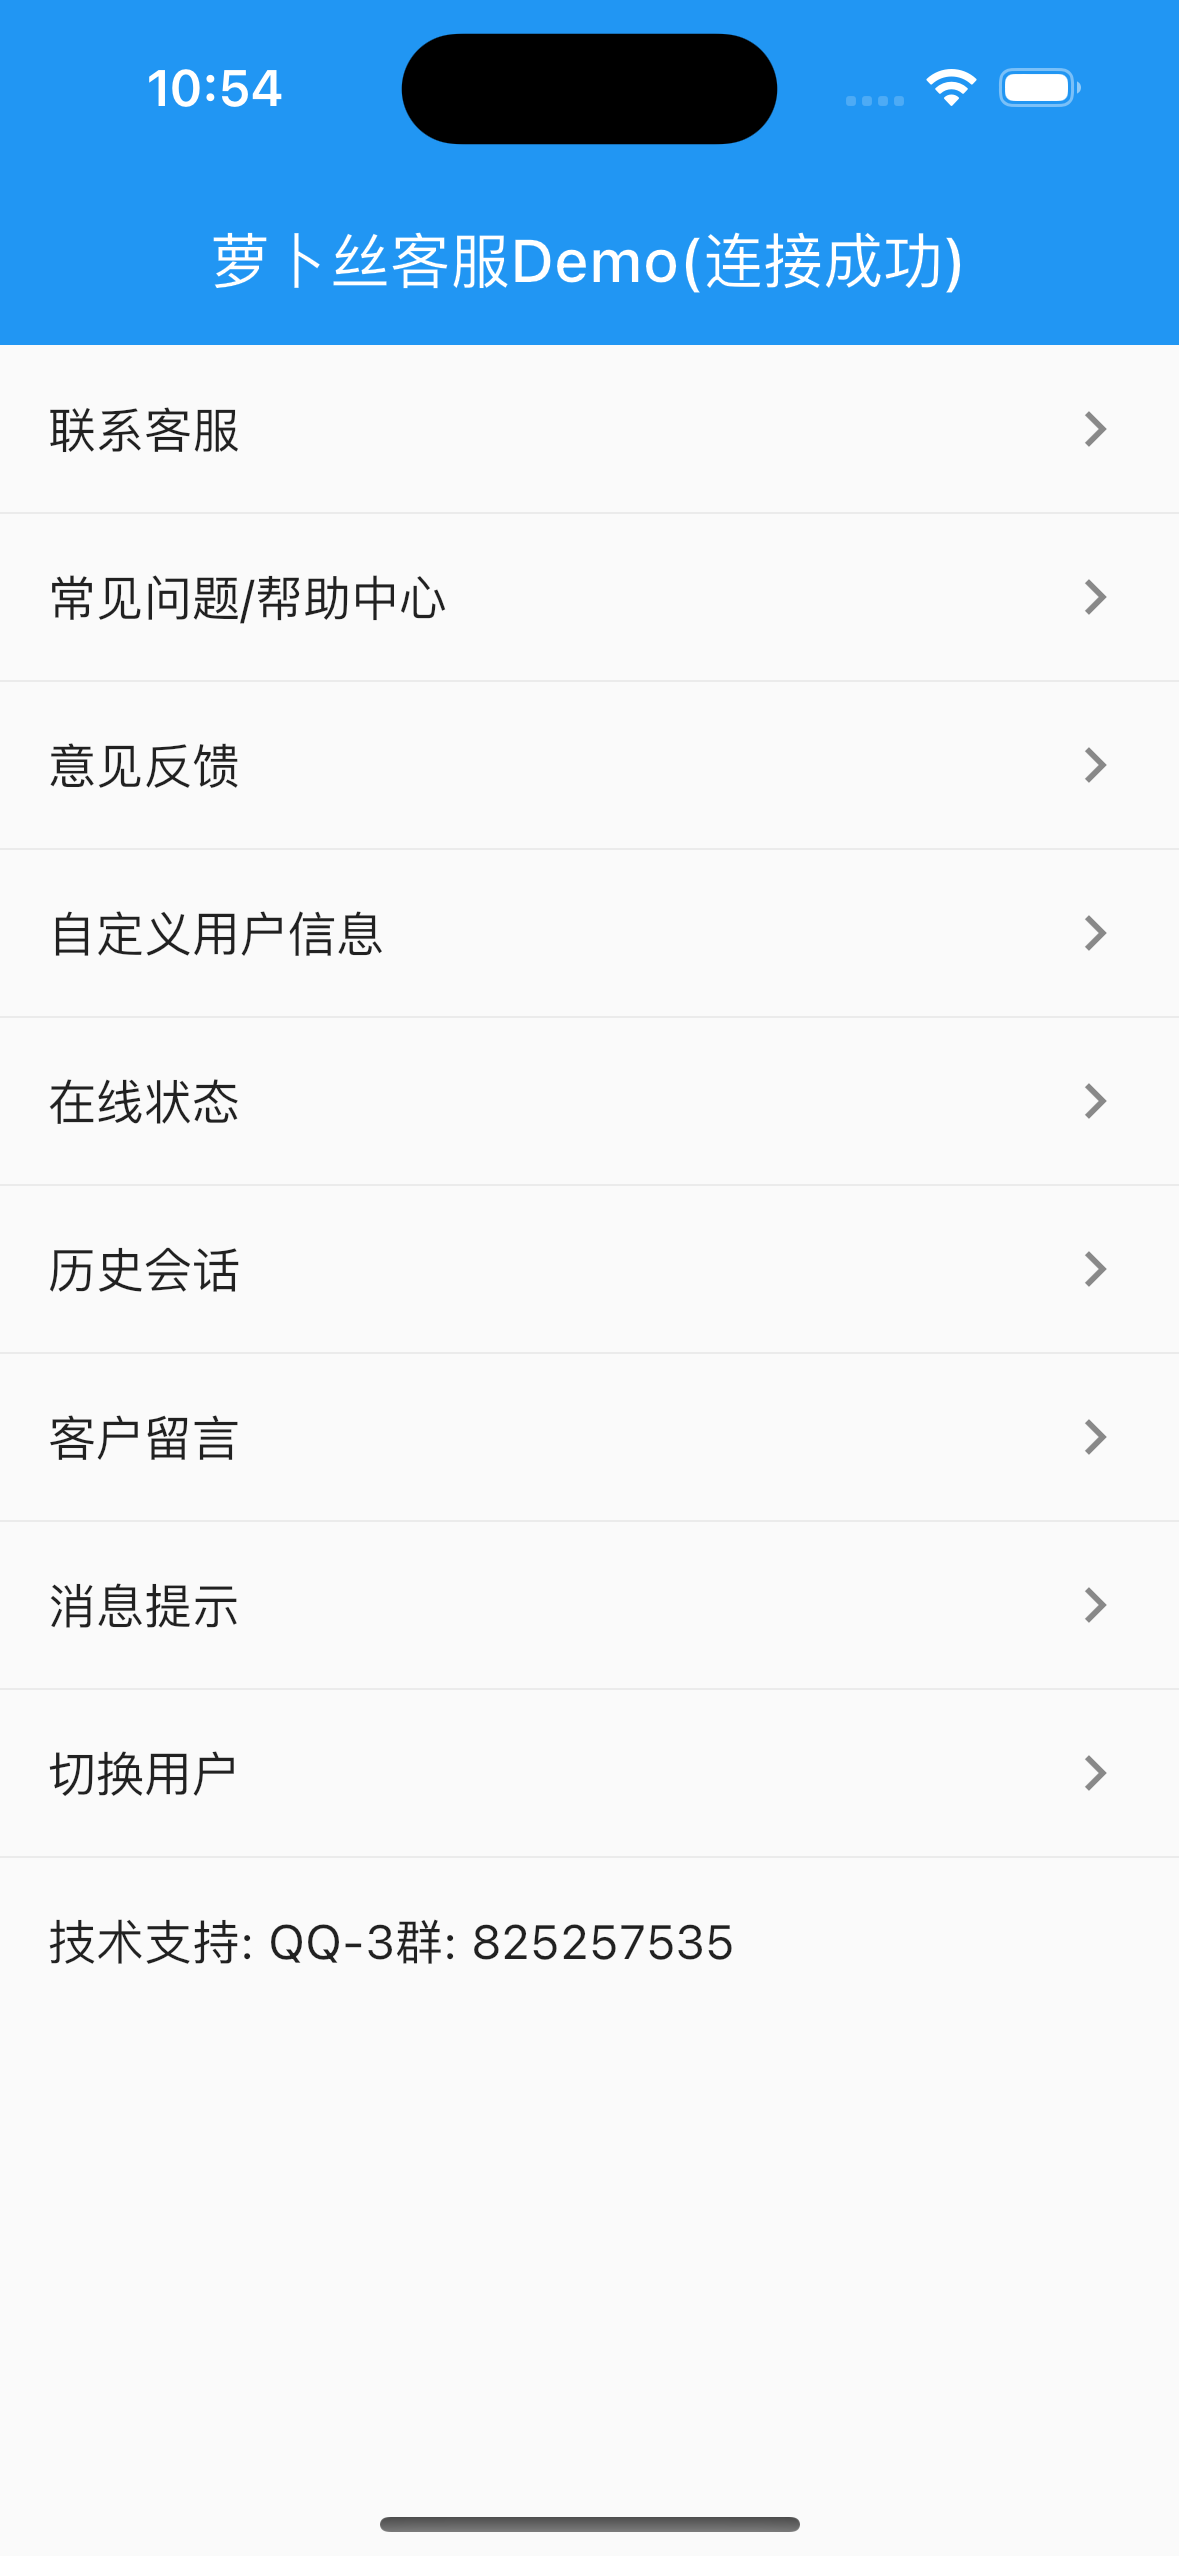 10:54
萝卜丝客服Demo(连接成功)
联系客服
常见问题/帮助中心
意见反馈
自定义用户信息
在线状态
历史会话
客户留言
消息提示
切换用户
技术支持: QQ-3群: 825257535